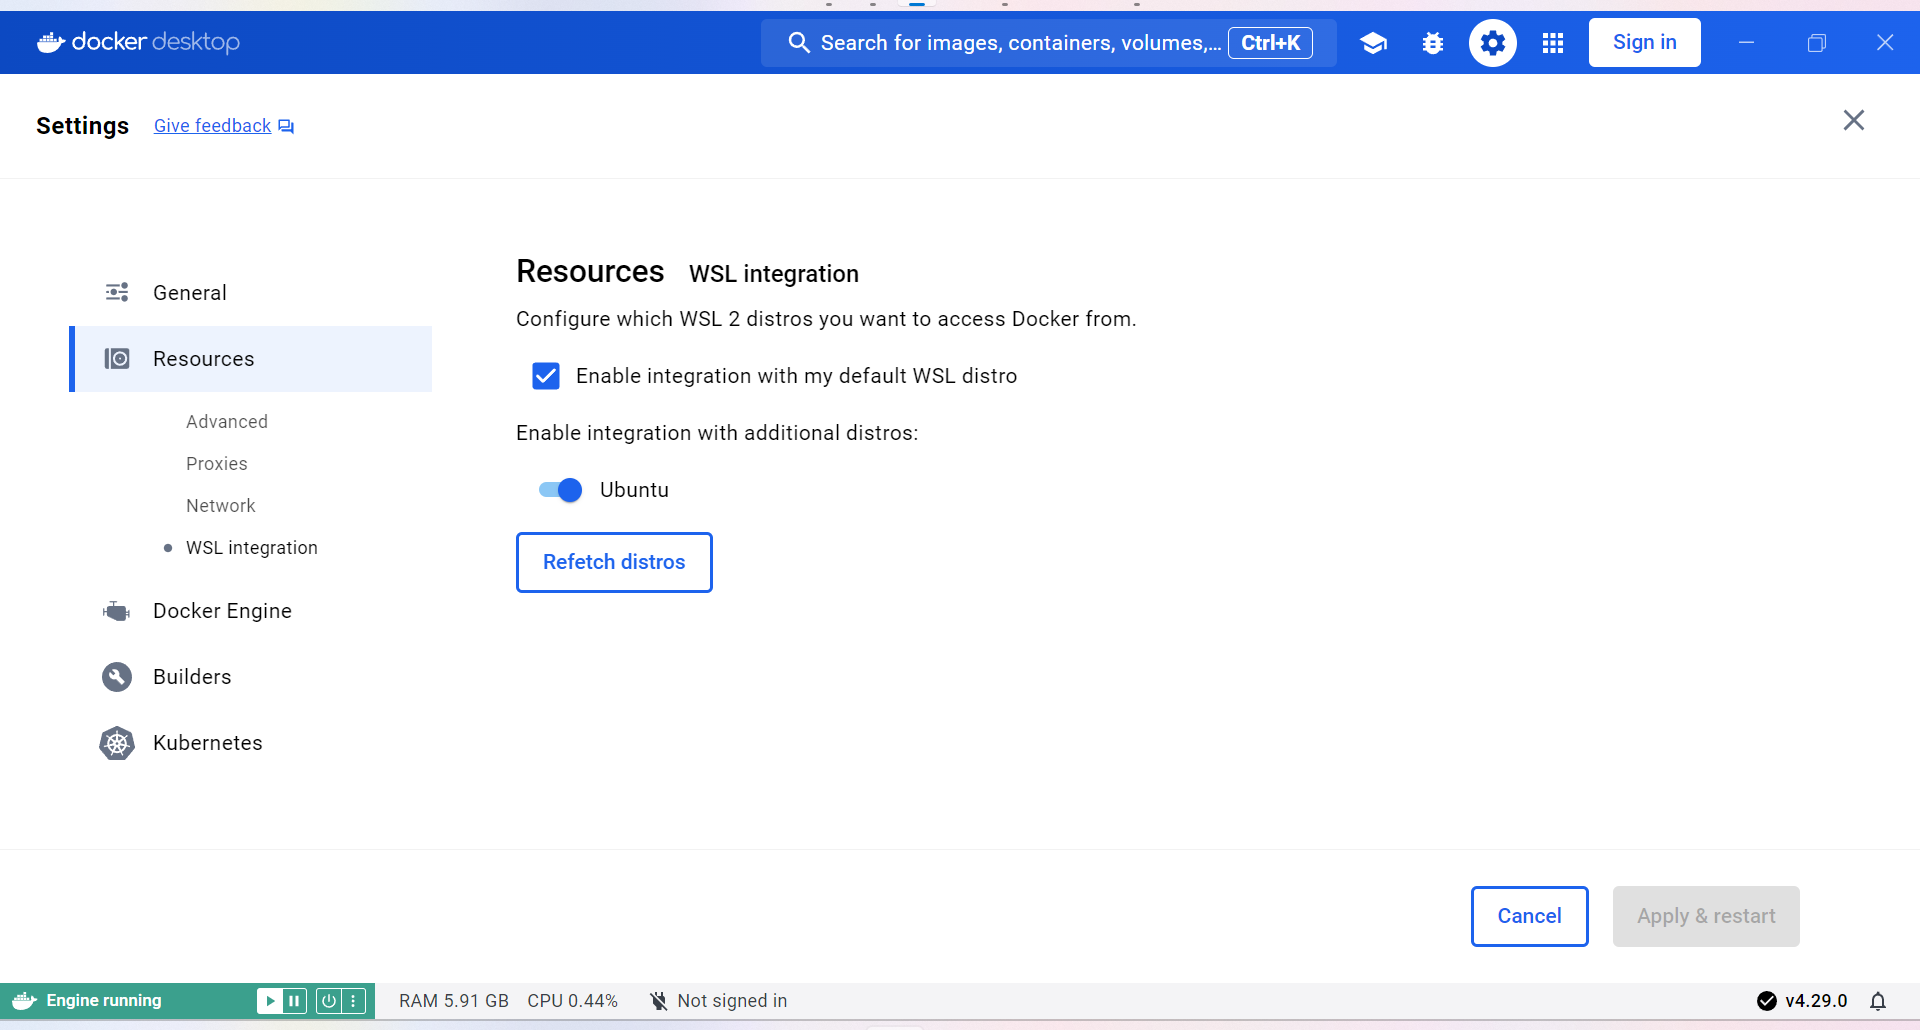 docker desktop
Search for images, containers, volumes,... Ctrl+K
Sign in
Settings Give feedback
General
Resources
Advanced
Proxies
Network
WSL integration
Docker Engine
Builders
Kubernetes
Resources WSL integration
Configure which WSL 2 distros you want to access Docker from.
Enable integration with my default WSL distro
Enable integration with additional distros:
Ubuntu
Refetch distros
Cancel Apply & restart
Engine running RAM 5.91 GB CPU 0.44% Not signed in v4.29.0